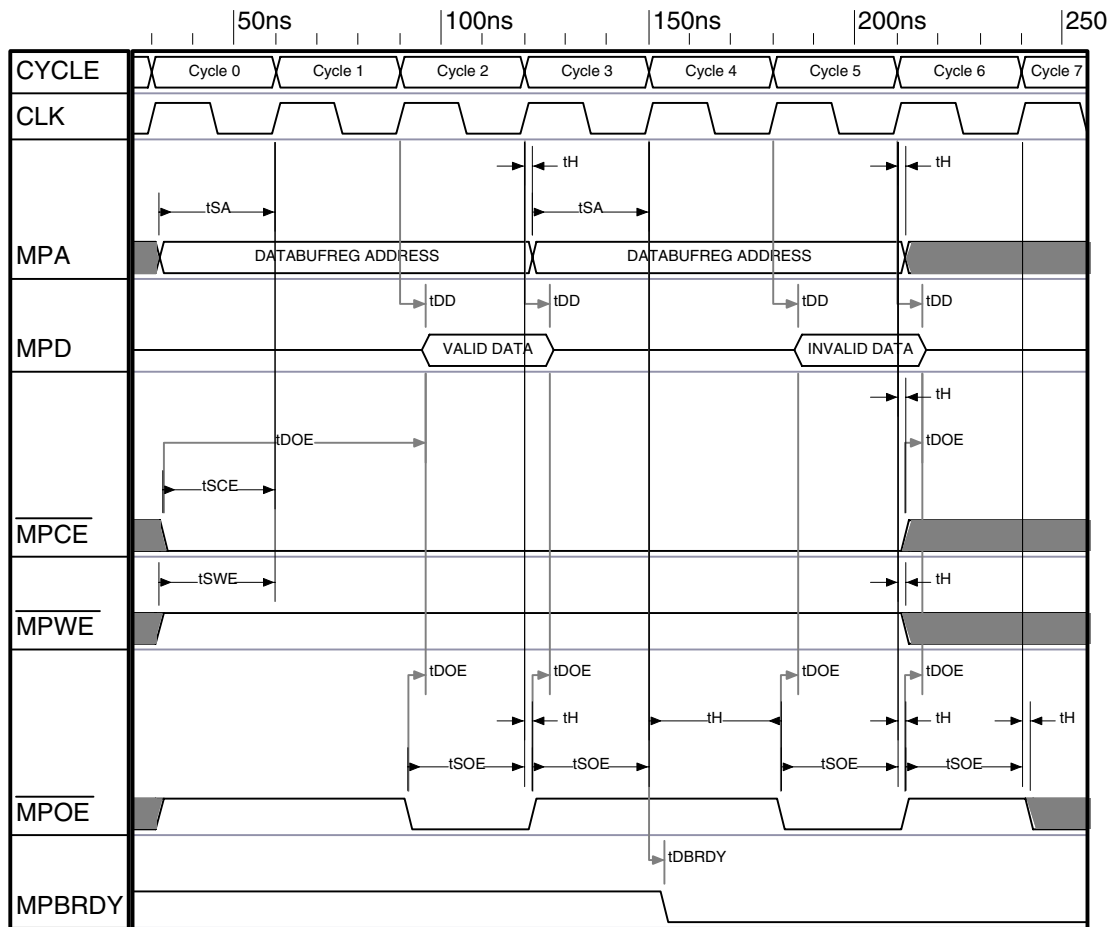 50ns 100ns 150ns 200ns 250
CYCLE Cycle 0 Cycle 1 Cycle 2 Cycle 3 Cycle 4 Cycle 5 Cycle 6 Cycle 7
CLK
tH tH
tSA tSA
MPA DATABUFREG ADDRESS DATABUFREG ADDRESS
tDD tDD tDD tDD
MPD VALID DATA INVALID DATA
tH
tDOE tDOE
tSCE
MPCE
tSWE tH
MPWE
tDOE tDOE tDOE tDOE
tH tH tH tH
tSOE tSOE tSOE tSOE
MPOE
tDBRDY
MPBRDY